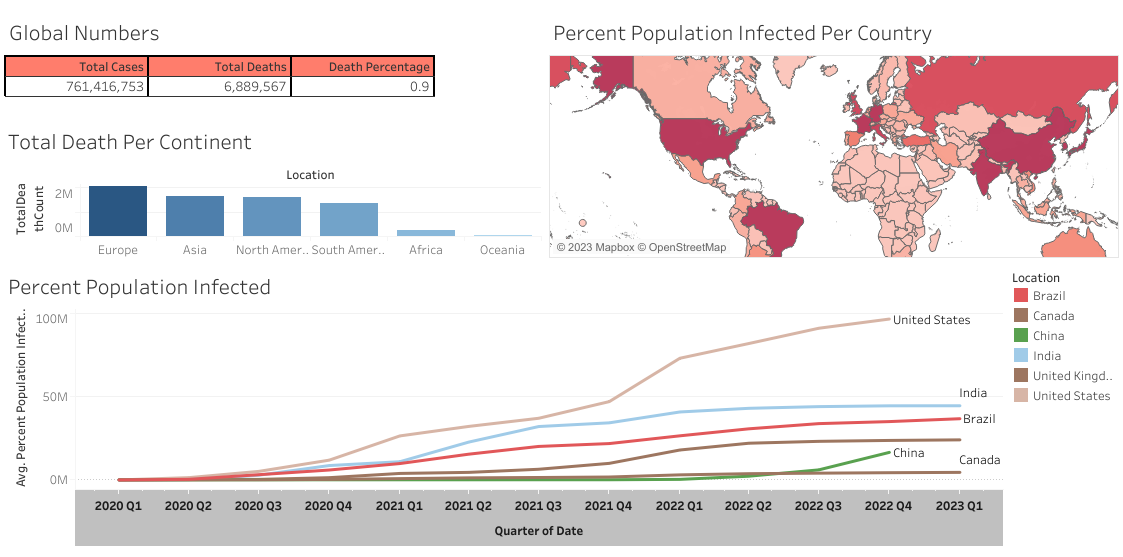 Global Numbers
Total Cases Total Deaths Death Percentage
761,416,753 6,889,567 0.9
Total Death Per Continent
Location
TotalDea
thCount
2M
0M
Europe Asia North Amer.. South Amer.. Africa Oceania
Percent Population Infected Per Country
© 2023 Mapbox © OpenStreetMap
Percent Population Infected
Avg. Percent Population Infect..
100M
50M
0M
United States
India
Brazil
China
Canada
2020 Q1 2020 Q2 2020 Q3 2020 Q4 2021 Q1 2021 Q2 2021 Q3 2021 Q4 2022 Q1 2022 Q2 2022 Q3 2022 Q4 2023 Q1
Quarter of Date
Location
Brazil
Canada
China
India
United Kingd..
United States